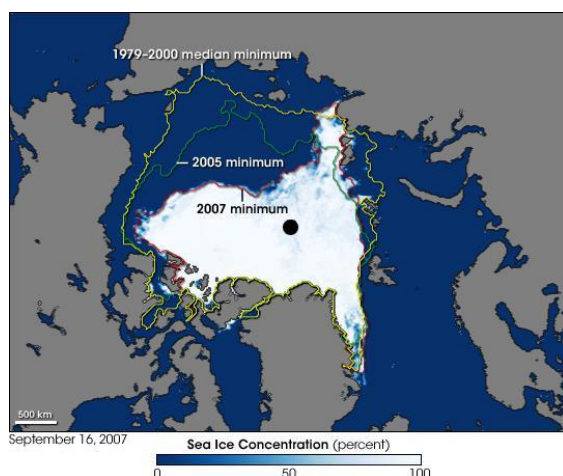 1979-2000 median minimum
2005 minimum
2007 minimum
500 km
September 16, 2007
Sea Ice Concentration (percent)
0 50 100